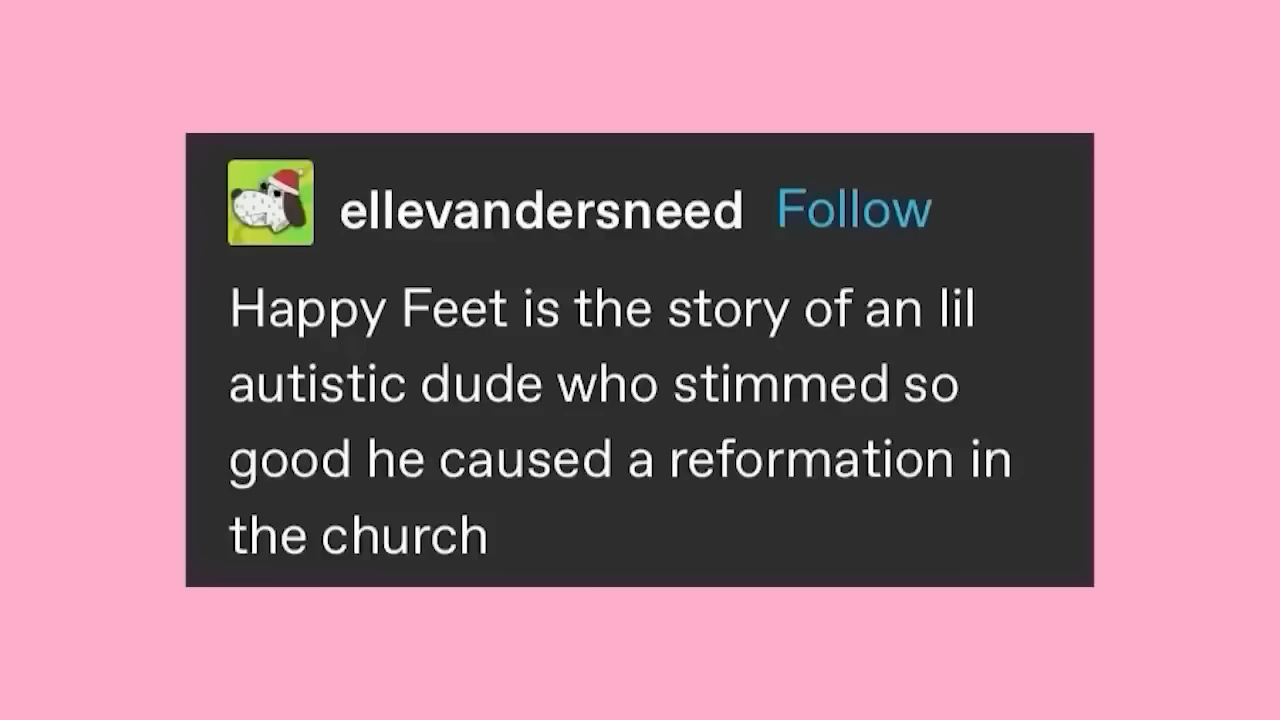 ellevandersneed Follow
Happy Feet is the story of an lil
autistic dude who stimmed so
good he caused a reformation in
the church